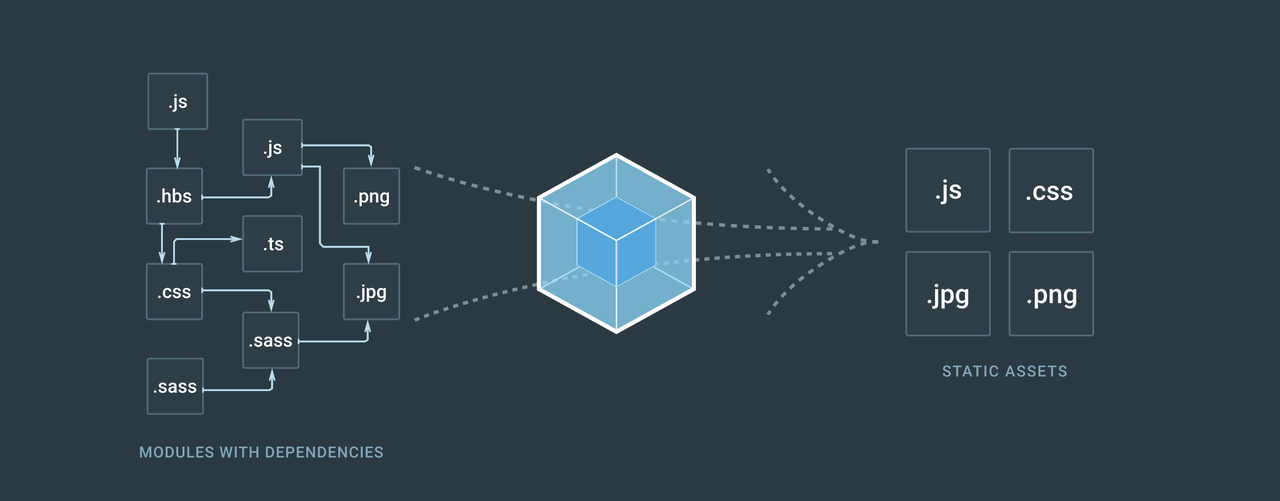 .js
.js
.hbs
.png
.ts
.css
.jpg
.sass
.sass
MODULES WITH DEPENDENCIES
.js
.css
.jpg
.png
STATIC ASSETS